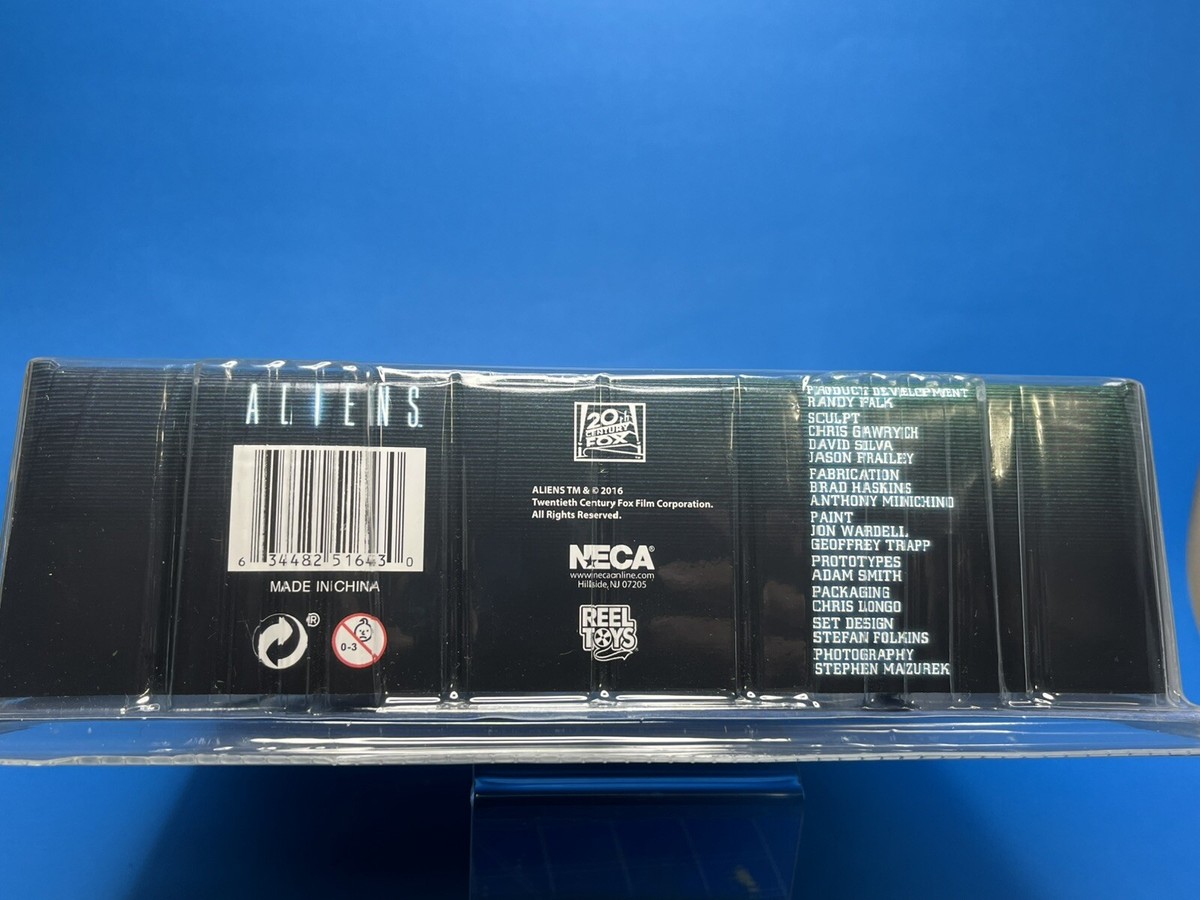 ALIENS™
6 34482 51643 0
MADE IN CHINA
®
0-3
20th
CENTURY
FOX
™
ALIENS TM & © 2016
Twentieth Century Fox Film Corporation.
All Rights Reserved.
NECA®
www.necaonline.com
Hillside, NJ 07205
REEL
TOYS
PRODUCT DEVELOPMENT
RANDY FALK
SCULPT
CHRIS GAWRYCH
DAVID SILVA
JASON FRAILEY
FABRICATION
BRAD HASKINS
ANTHONY MINICHINO
PAINT
JON WARDELL
GEOFFREY TRAPP
PROTOTYPES
ADAM SMITH
PACKAGING
CHRIS LONGO
SET DESIGN
STEFAN FOLKINS
PHOTOGRAPHY
STEPHEN MAZUREK